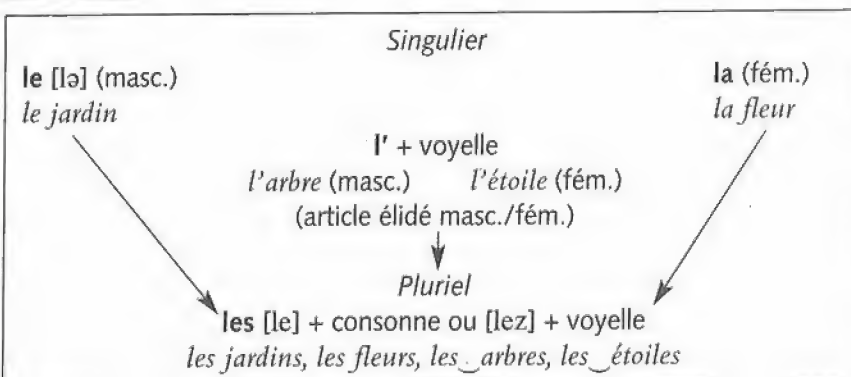 Singulier
le [lə] (masc.) la (fém.)
le jardin la fleur
l' + voyelle
l'arbre (masc.) l'étoile (fém.)
(article élidé masc./fém.)
Pluriel
les [le] + consonne ou [lez] + voyelle
les jardins, les fleurs, les‿arbres, les‿étoiles